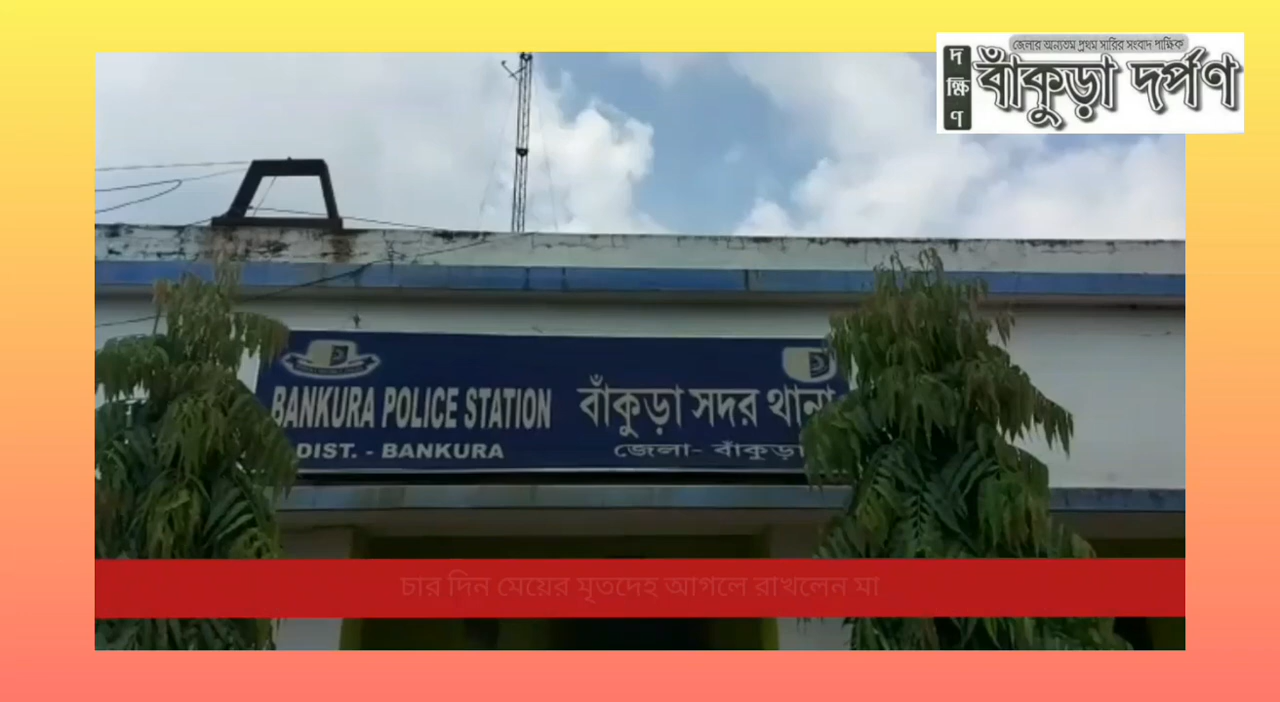 জেলার অন্যতম প্রথম সারির সংবাদ পাক্ষিক
দক্ষিণ
বাঁকুড়া দর্পণ
BANKURA POLICE STATION
DIST. - BANKURA
বাঁকুড়া সদর থানা
জেলা- বাঁকুড়া
চার দিন মেয়ের মৃতদেহ আগলে রাখলেন মা